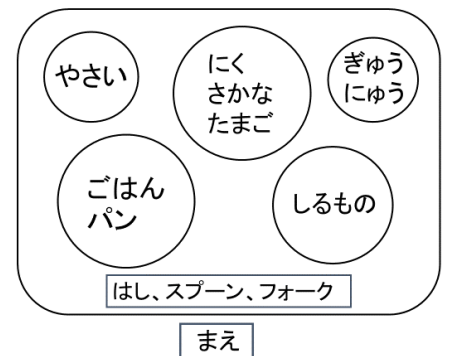 やさい
にく
さかな
たまご
ぎゅう
にゅう
ごはん
パン
しるもの
はし、スプーン、フォーク
まえ